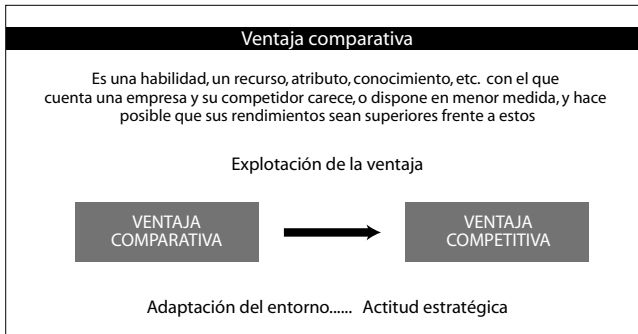 Ventaja comparativa
Es una habilidad, un recurso, atributo, conocimiento, etc. con el que
cuenta una empresa y su competidor carece, o dispone en menor medida, y hace
posible que sus rendimientos sean superiores frente a estos
Explotación de la ventaja
VENTAJA
COMPARATIVA
VENTAJA
COMPETITIVA
Adaptación del entorno...... Actitud estratégica